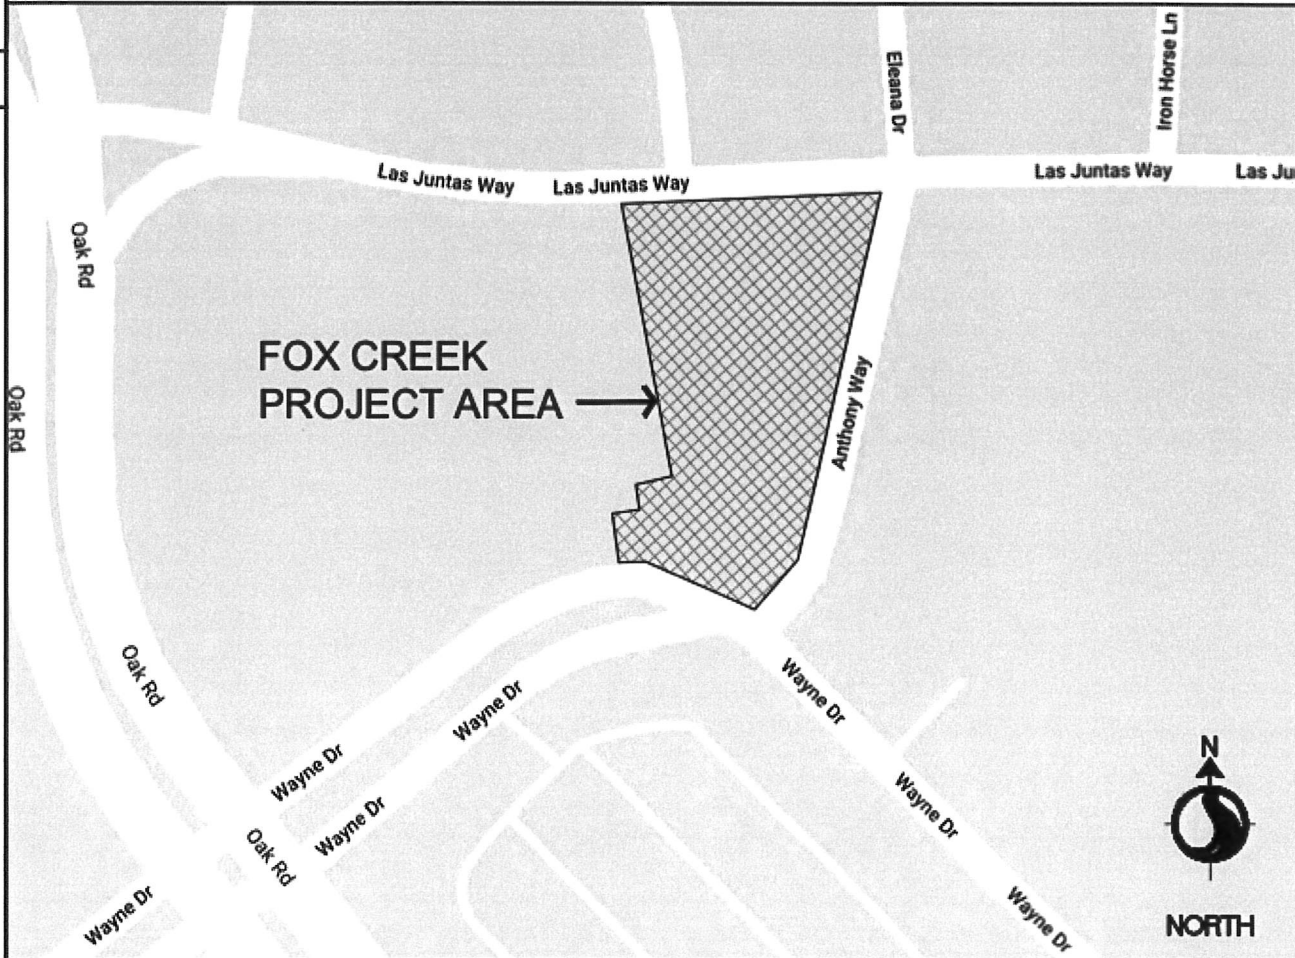 Eleana Dr
Iron Horse Ln
Las Juntas Way
Las Juntas Way
Las Juntas Way
Las Ju
Oak Rd
FOX CREEK
PROJECT AREA
Oak Rd
Anthony Way
Oak Rd
Wayne Dr
Wayne Dr
Wayne Dr
Wayne Dr
Wayne Dr
Oak Rd
Wayne Dr
Wayne Dr
N
NORTH